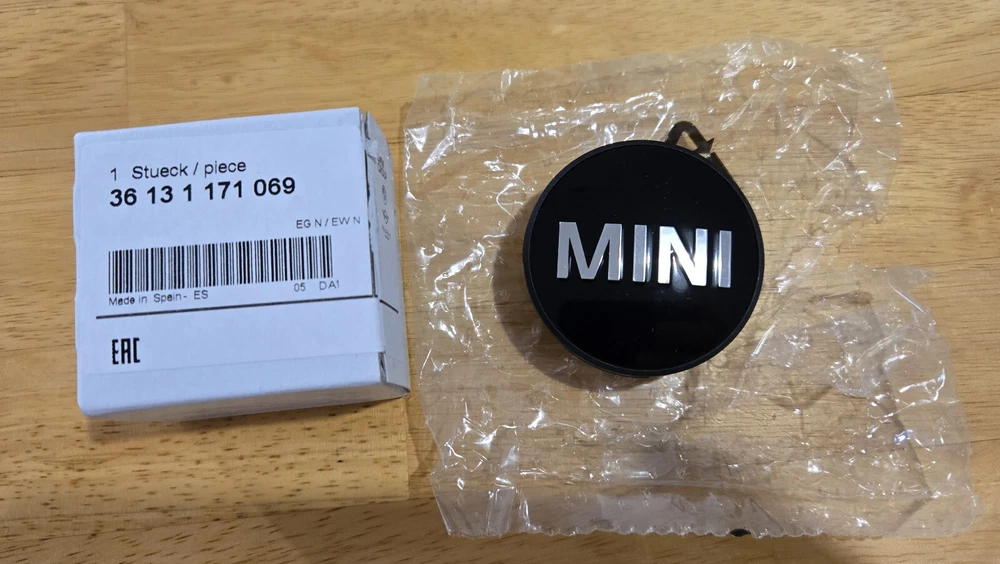 1 Stueck / piece
36 13 1 171 069
EG N / EW N
Made in Spain - ES
05 DA1
EAC
MINI